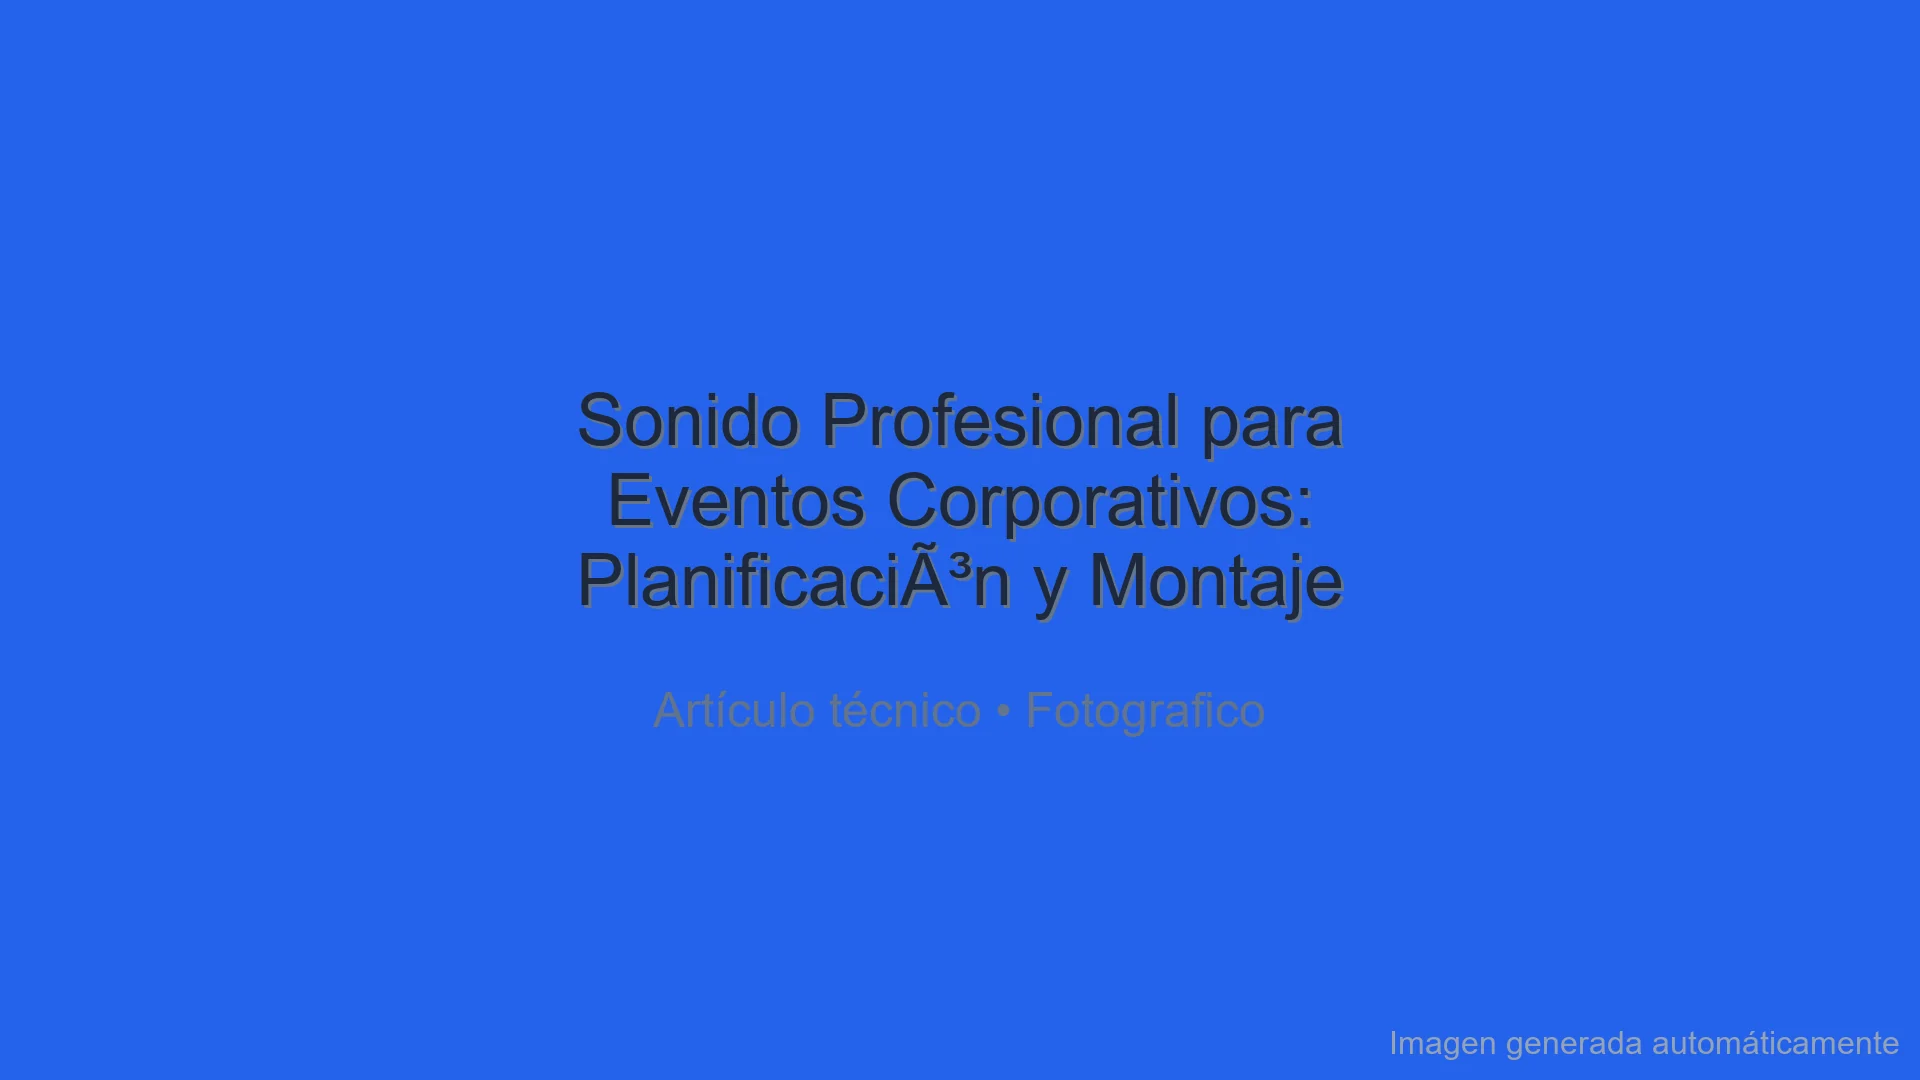 Sonido Profesional para
Eventos Corporativos:
PlanificaciÃ³n y Montaje
Artículo técnico • Fotografico
Imagen generada automáticamente